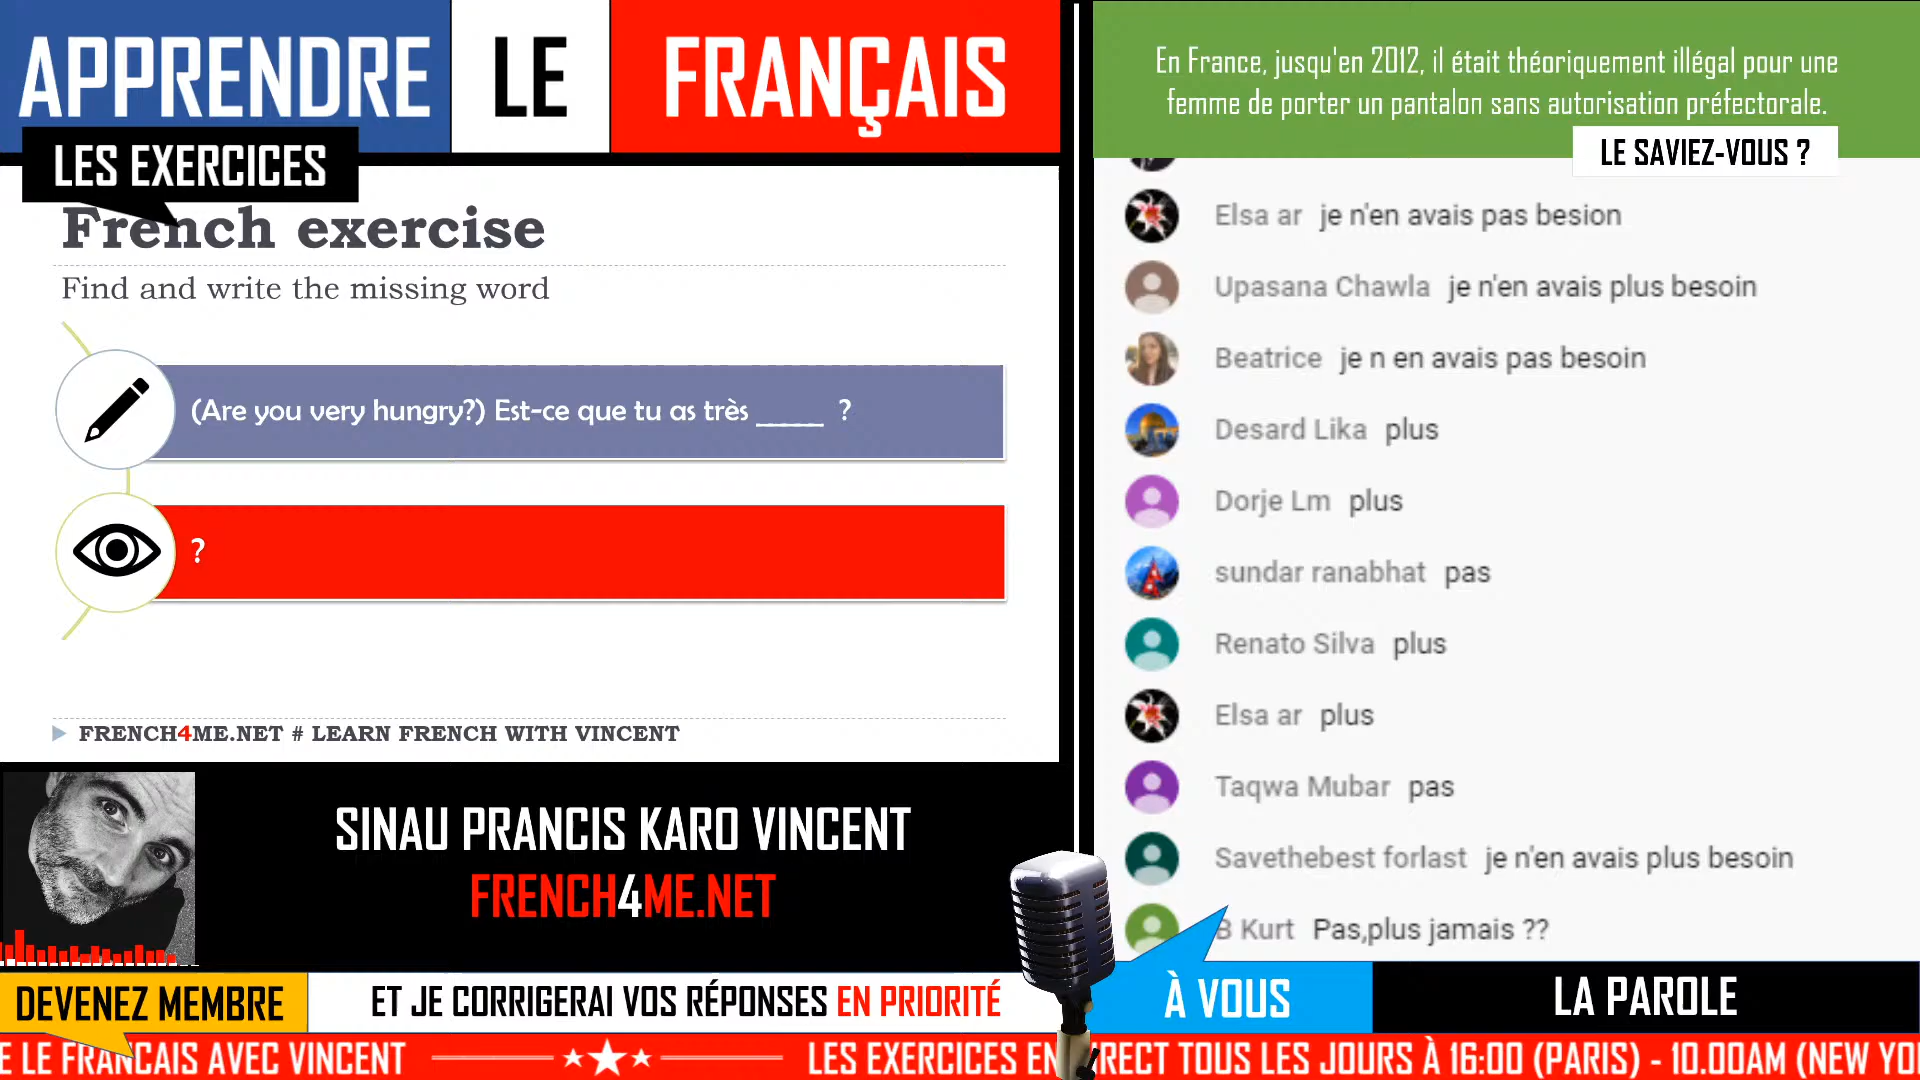 APPRENDRE LE FRANÇAIS
LES EXERCICES
French exercise
Find and write the missing word
(Are you very hungry?) Est-ce que tu as très _____ ?
?
FRENCH4ME.NET # LEARN FRENCH WITH VINCENT
SINAU PRANCIS KARO VINCENT
FRENCH4ME.NET
DEVENEZ MEMBRE
ET JE CORRIGERAI VOS RÉPONSES EN PRIORITÉ
En France, jusqu'en 2012, il était théoriquement illégal pour une
femme de porter un pantalon sans autorisation préfectorale.
LE SAVIEZ-VOUS ?
Elsa ar je n'en avais pas besion
Upasana Chawla je n'en avais plus besoin
Beatrice je n en avais pas besoin
Desard Lika plus
Dorje Lm plus
sundar ranabhat pas
Renato Silva plus
Elsa ar plus
Taqwa Mubar pas
Savethebest forlast je n'en avais plus besoin
B Kurt Pas,plus jamais ??
À VOUS
LA PAROLE
E LE FRANCAIS AVEC VINCENT
LES EXERCICES EN RECT TOUS LES JOURS À 16:00 (PARIS) - 10.00AM (NEW YO